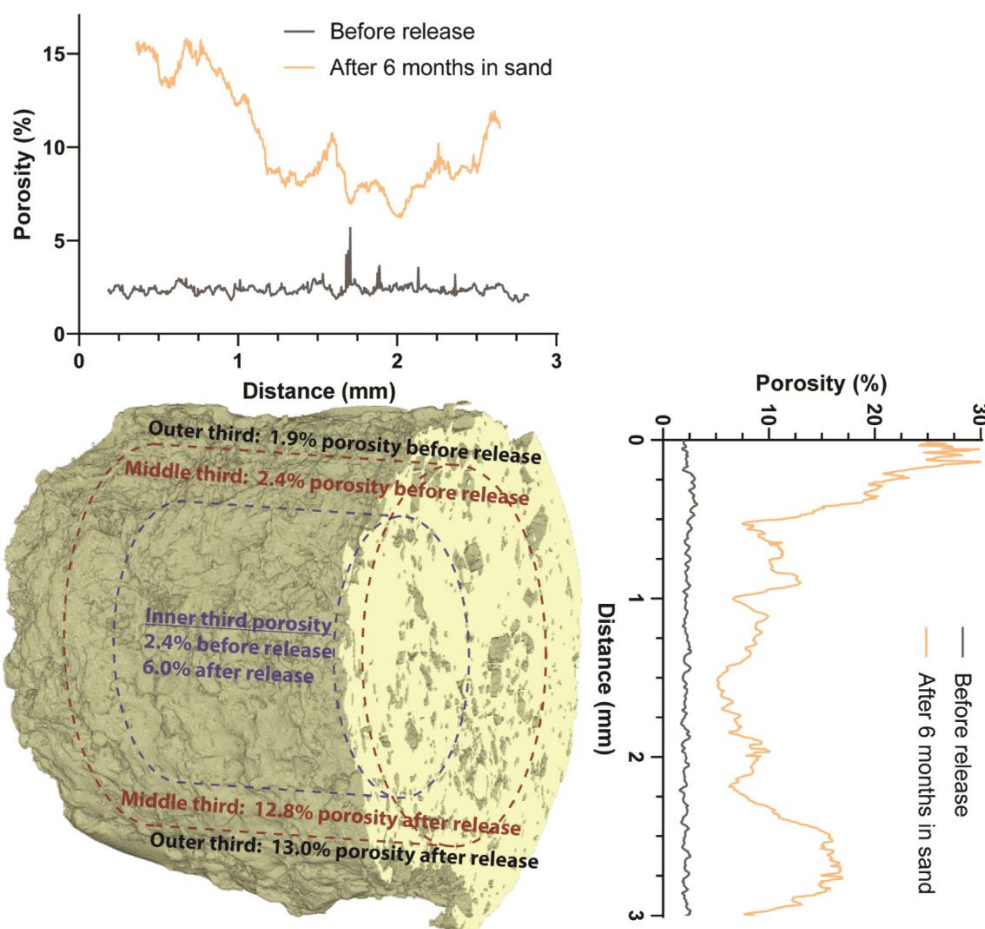 Before release
After 6 months in sand
Porosity (%)
15
10
5
0
0
1
2
3
Distance (mm)
Outer third: 1.9% porosity before release
Middle third: 2.4% porosity before release
Inner third porosity
2.4% before release
6.0% after release
Middle third: 12.8% porosity after release
Outer third: 13.0% porosity after release
Porosity (%)
0
10
20
30
0
1
2
3
Distance (mm)
Before release
After 6 months in sand